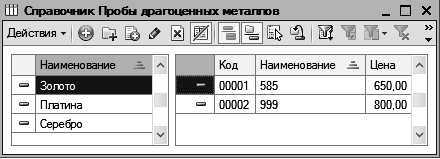 Справочник Пробы драгоценных металлов
Действия
Наименование
Золото
Платина
Серебро
Код Наименование Цена
00001 585 650,00
00002 999 800,00